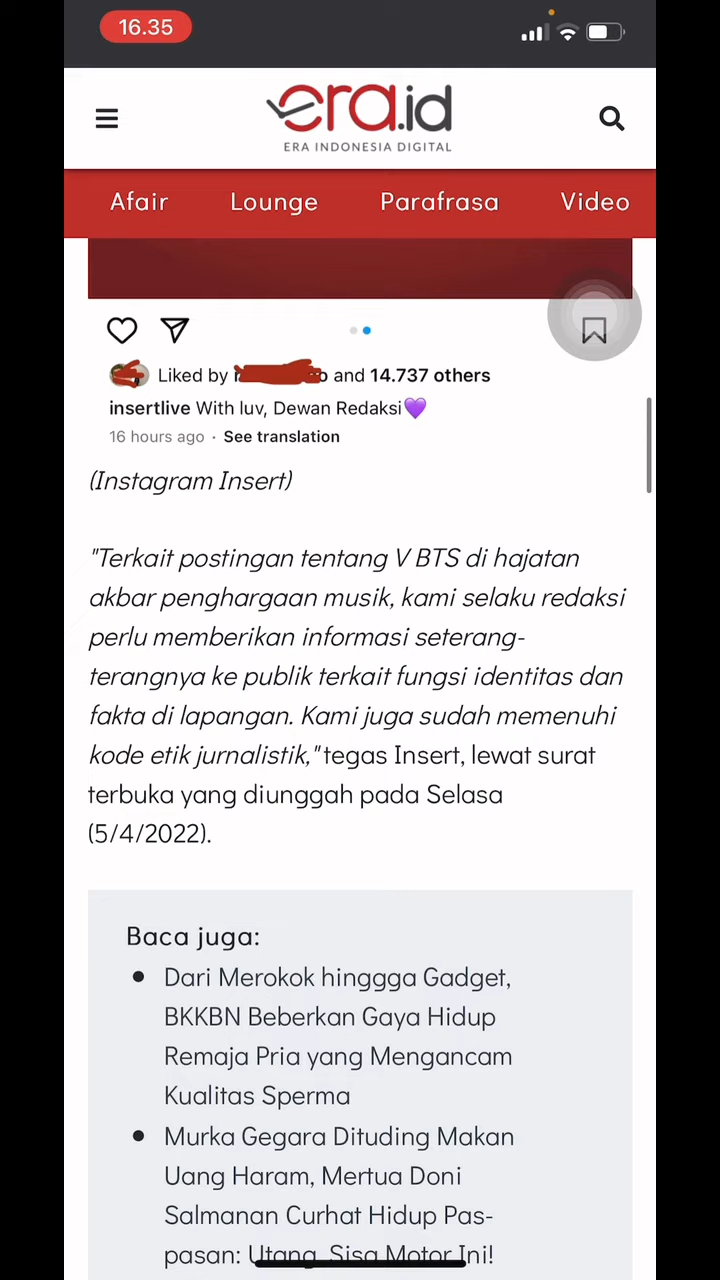 16.35
era.id
ERA INDONESIA DIGITAL
Afair Lounge Parafrasa Video
Liked by and 14.737 others
insertlive With luv, Dewan Redaksi💜
16 hours ago · See translation
(Instagram Insert)
"Terkait postingan tentang V BTS di hajatan
akbar penghargaan musik, kami selaku redaksi
perlu memberikan informasi seterang-
terangnya ke publik terkait fungsi identitas dan
fakta di lapangan. Kami juga sudah memenuhi
kode etik jurnalistik," tegas Insert, lewat surat
terbuka yang diunggah pada Selasa
(5/4/2022).
Baca juga:
• Dari Merokok hinggga Gadget,
BKKBN Beberkan Gaya Hidup
Remaja Pria yang Mengancam
Kualitas Sperma
• Murka Gegara Dituding Makan
Uang Haram, Mertua Doni
Salmanan Curhat Hidup Pas-
pasan: Utang, Sisa Motor Ini!